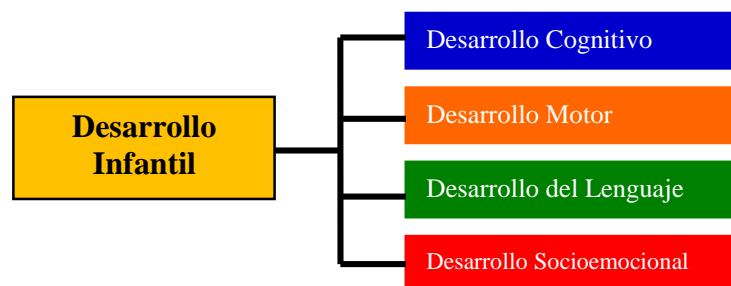 Desarrollo
Infantil
Desarrollo Cognitivo
Desarrollo Motor
Desarrollo del Lenguaje
Desarrollo Socioemocional